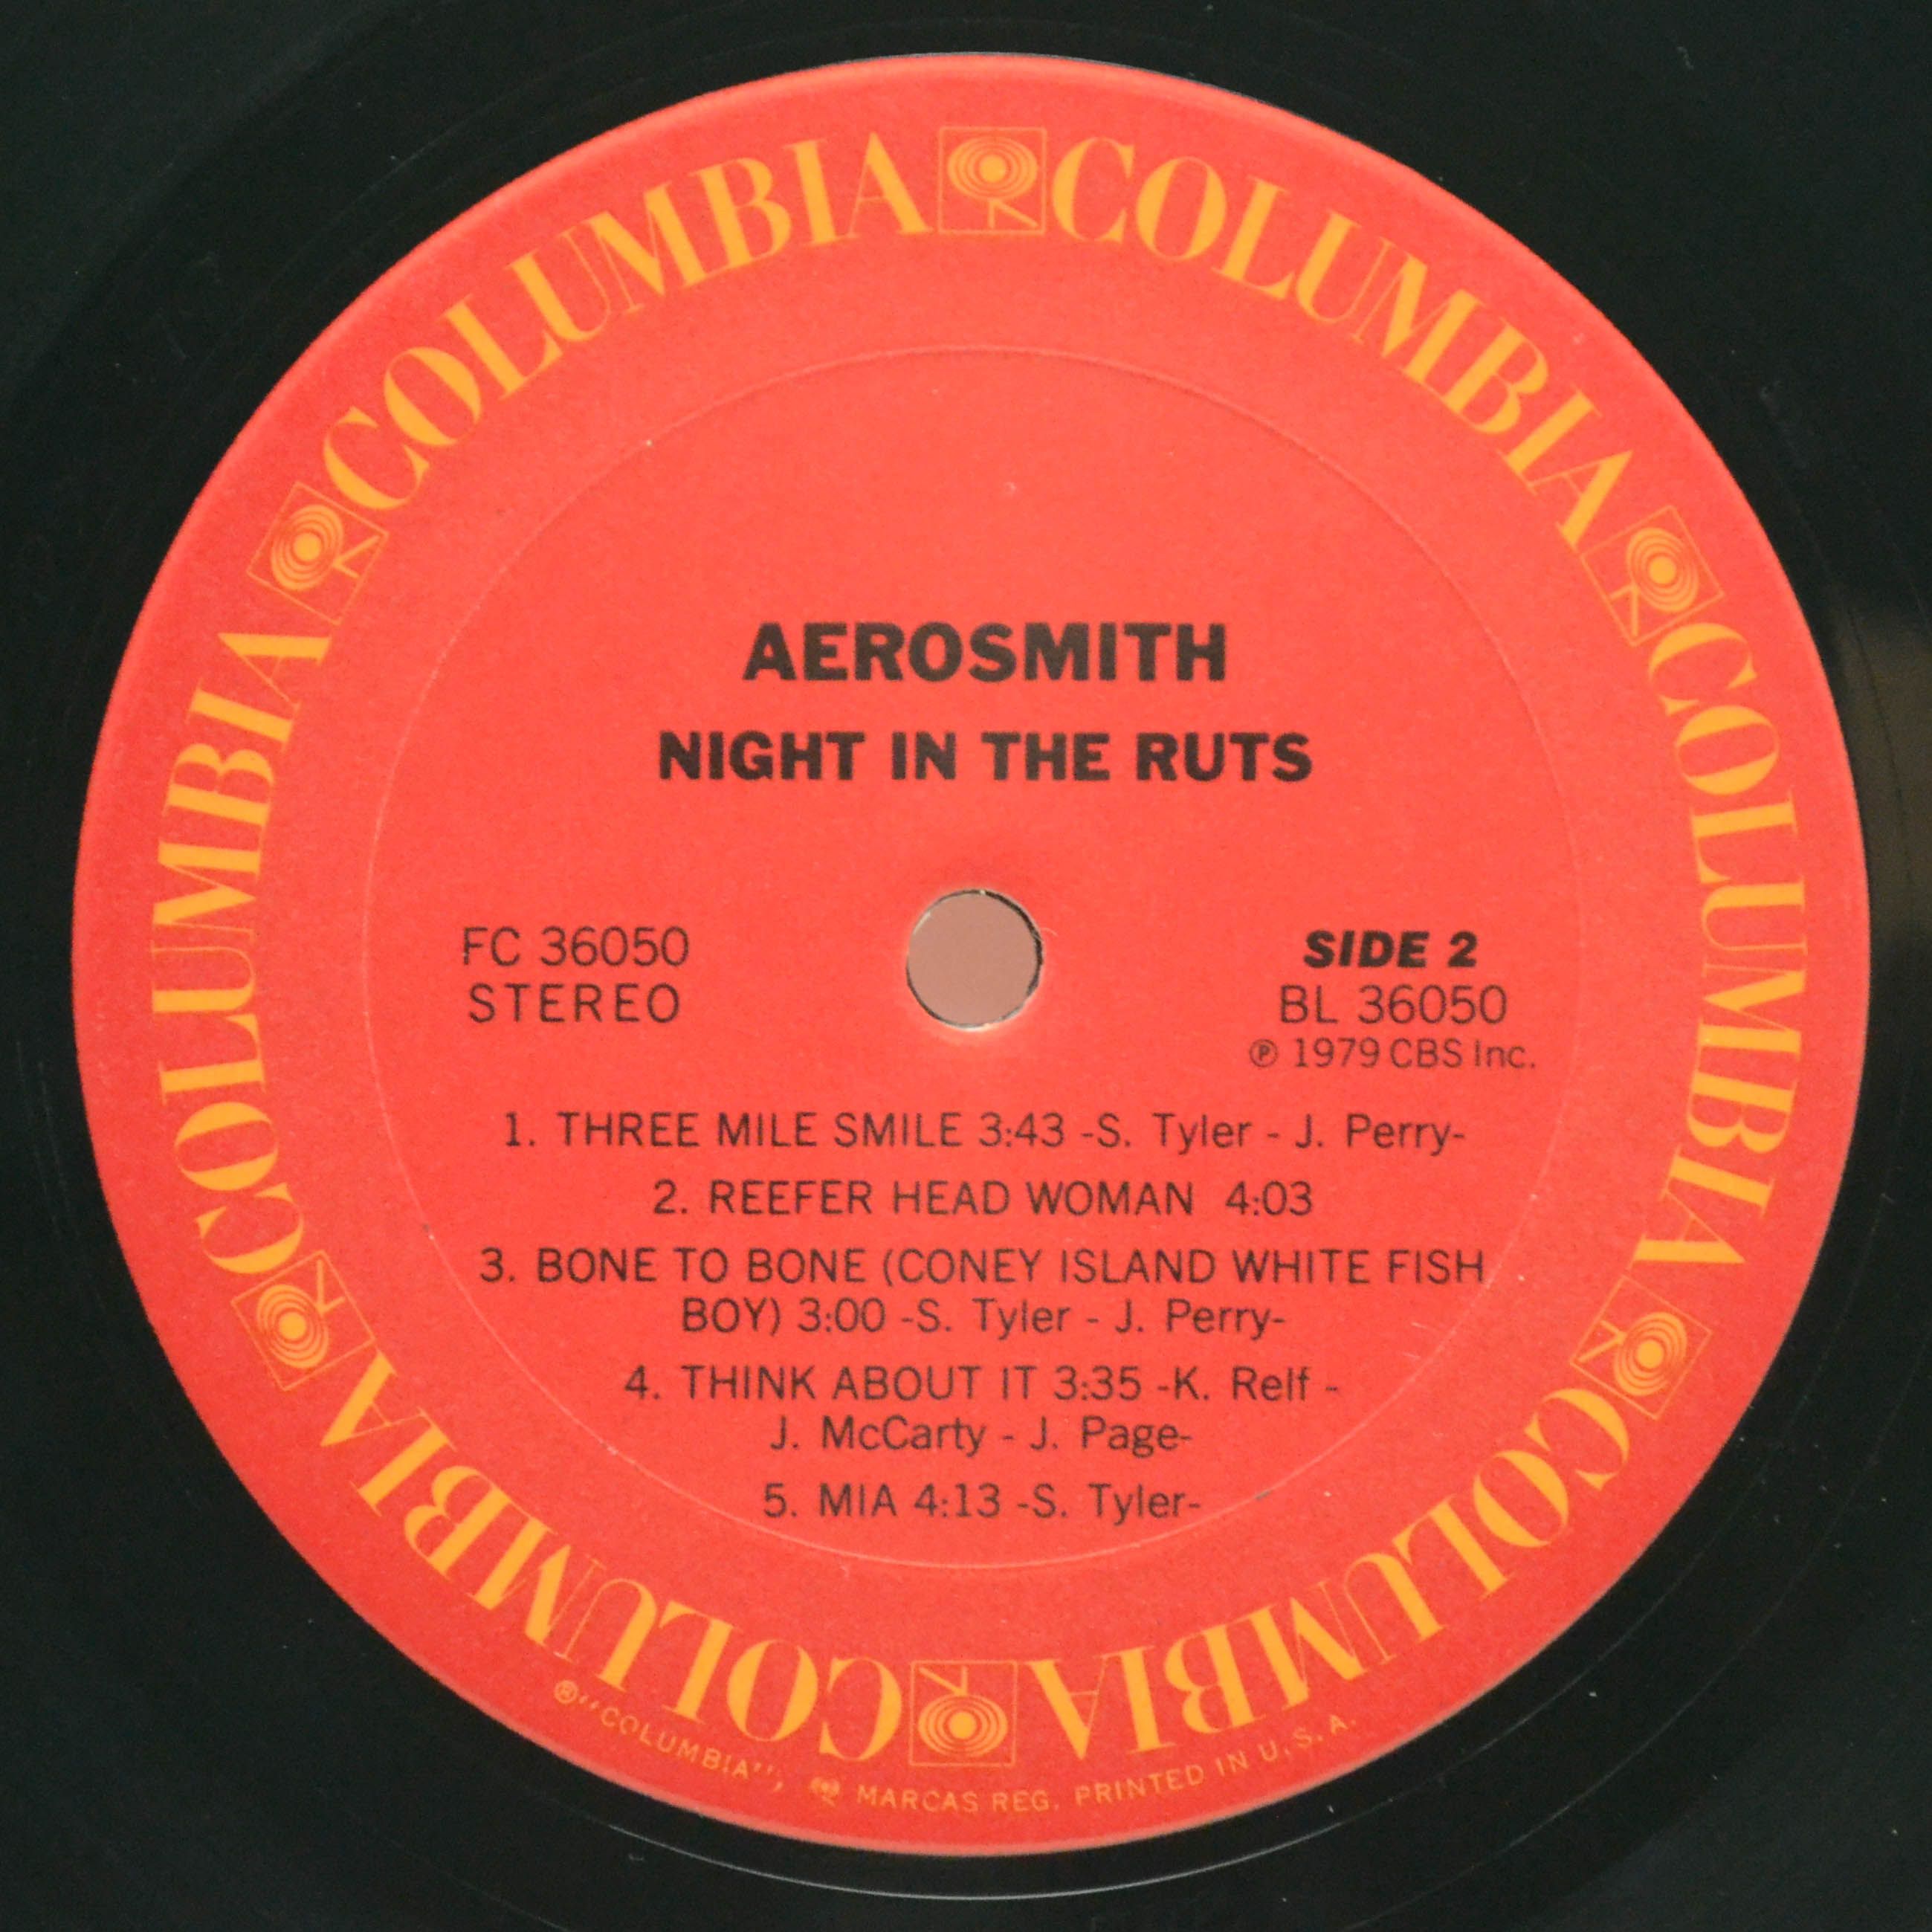 COLUMBIA COLUMBIA COLUMBIA COLUMBIA COLUMBIA COLUMBIA
AEROSMITH
NIGHT IN THE RUTS
FC 36050
STEREO
SIDE 2
BL 36050
Ⓟ 1979 CBS Inc.
1. THREE MILE SMILE 3:43 -S. Tyler - J. Perry-
2. REEFER HEAD WOMAN 4:03
3. BONE TO BONE (CONEY ISLAND WHITE FISH
BOY) 3:00 -S. Tyler - J. Perry-
4. THINK ABOUT IT 3:35 -K. Relf -
J. McCarty - J. Page-
5. MIA 4:13 -S. Tyler-
®"COLUMBIA", MARCAS REG. PRINTED IN U.S.A.